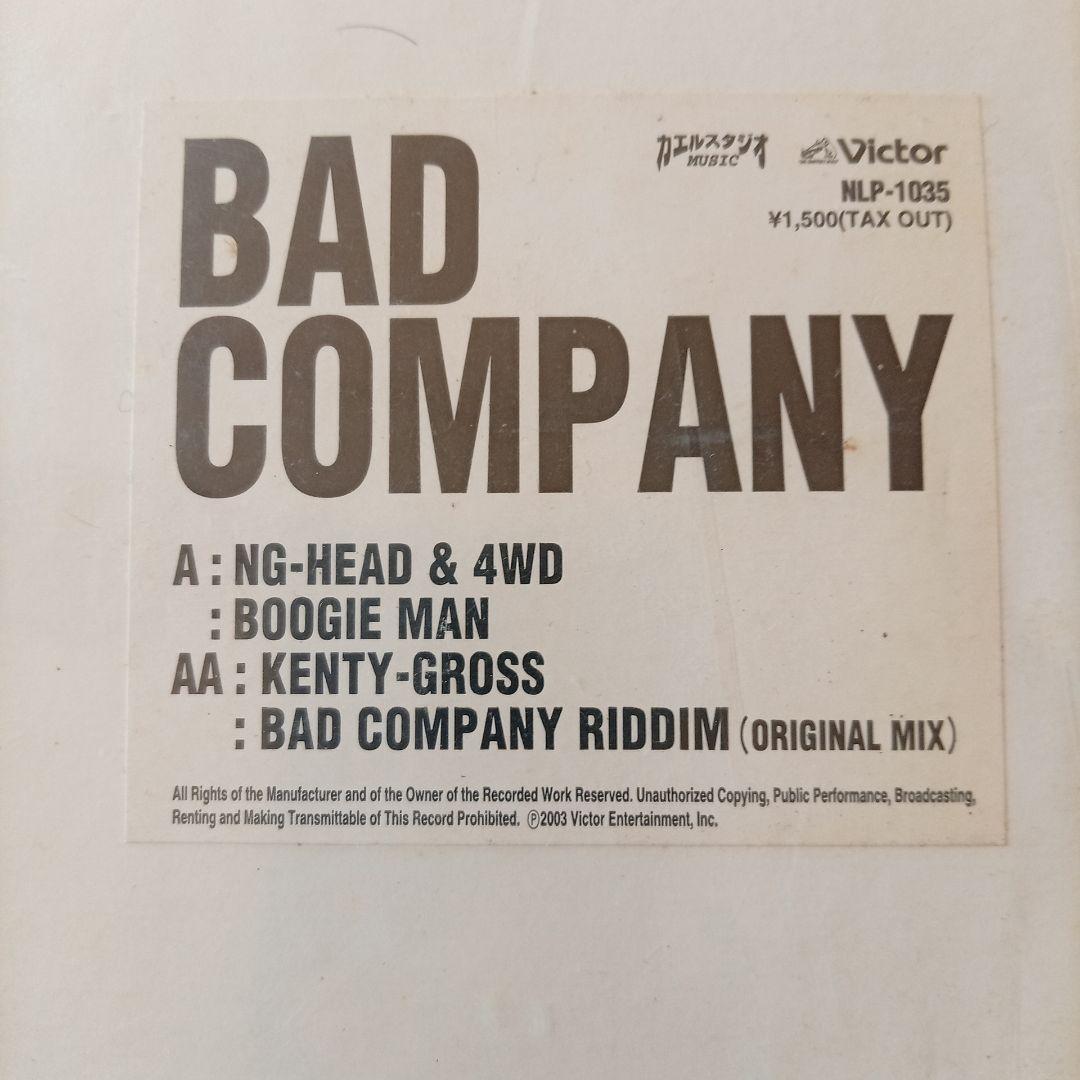 BAD
COMPANY
カエルスタジオ
MUSIC
Victor
NLP-1035
¥1,500(TAX OUT)
A : NG-HEAD & 4WD
: BOOGIE MAN
AA : KENTY-GROSS
: BAD COMPANY RIDDIM (ORIGINAL MIX)
All Rights of the Manufacturer and of the Owner of the Recorded Work Reserved. Unauthorized Copying, Public Performance, Broadcasting,
Renting and Making Transmittable of This Record Prohibited. Ⓟ2003 Victor Entertainment, Inc.